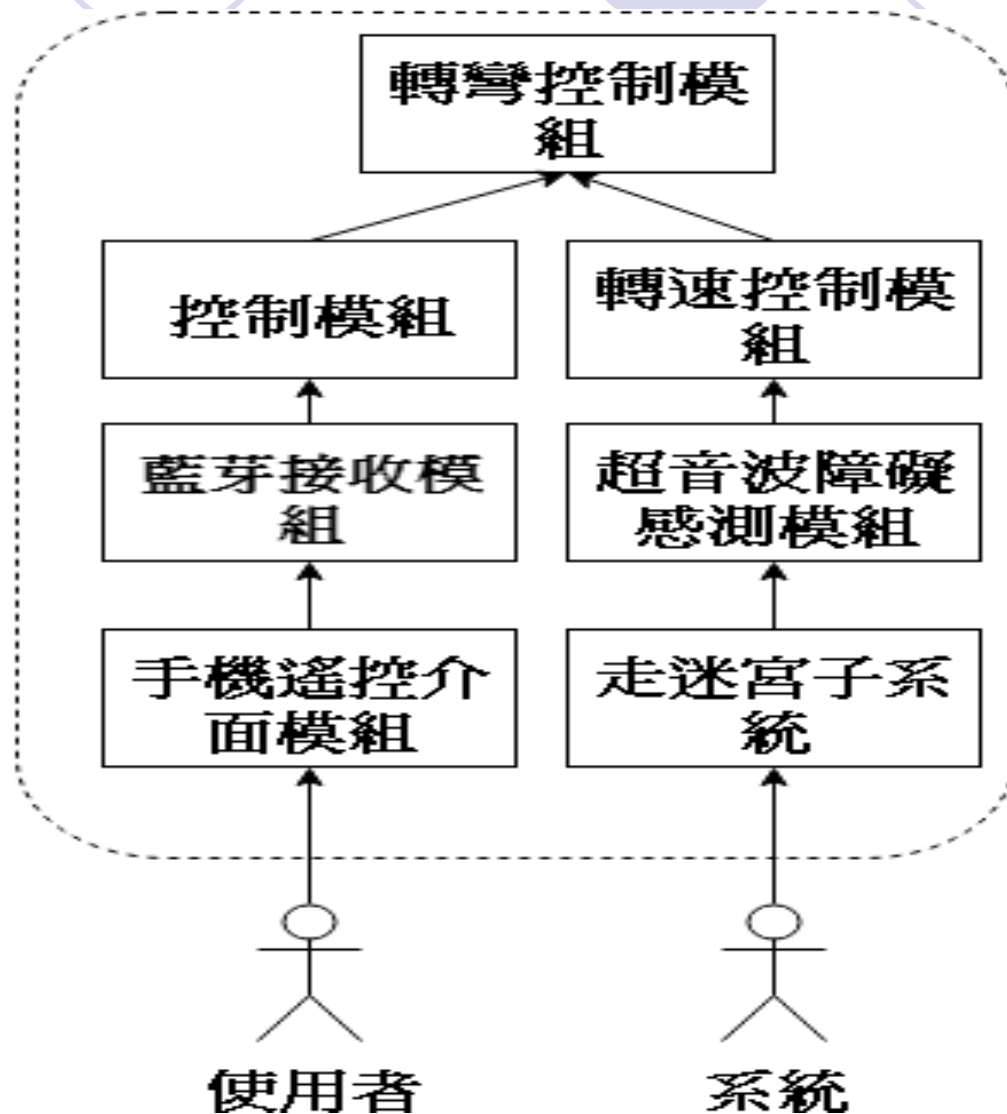 轉彎控制模
組
控制模組
轉速控制模
組
藍芽接收模
組
超音波障礙
感測模組
手機遙控介
面模組
走迷宮子系
統
使用者
系統